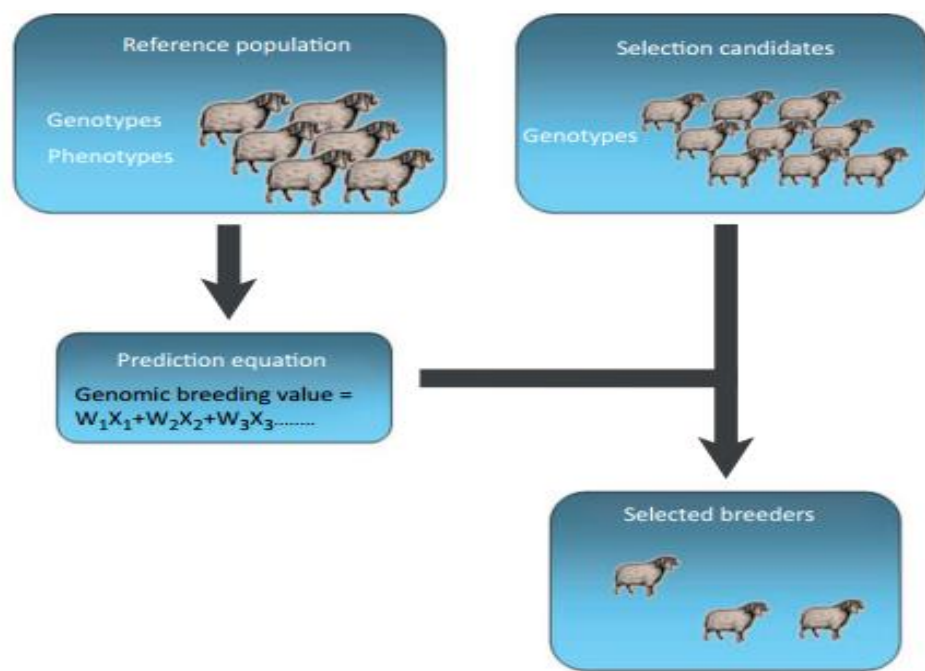 Reference population
Genotypes
Phenotypes
Selection candidates
Genotypes
Prediction equation
Genomic breeding value =
W₁X₁+W₂X₂+W₃X₃........
Selected breeders